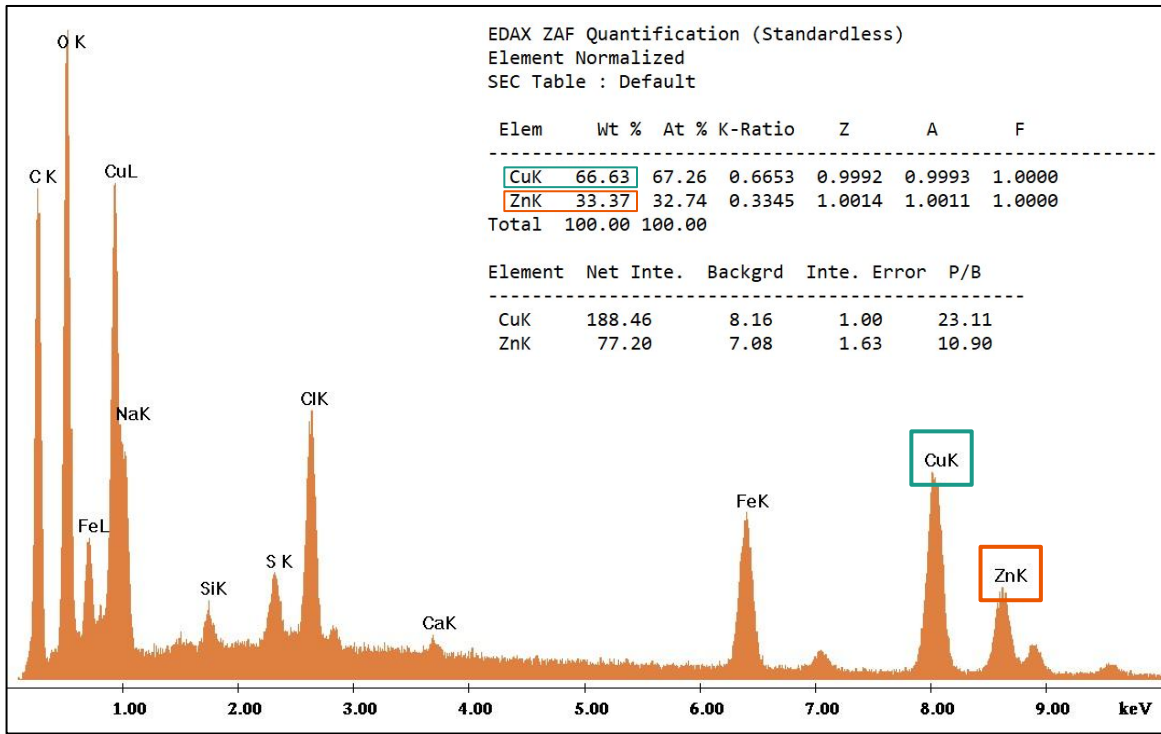 EDAX ZAF Quantification (Standardless)
Element Normalized
SEC Table : Default
Elem Wt % At % K-Ratio Z A F
CuK 66.63 67.26 0.6653 0.9992 0.9993 1.0000
ZnK 33.37 32.74 0.3345 1.0014 1.0011 1.0000
Total 100.00 100.00
Element Net Inte. Backgrd Inte. Error P/B
CuK 188.46 8.16 1.00 23.11
ZnK 77.20 7.08 1.63 10.90
O K
C K
CuL
NaK
FeL
SiK
S K
ClK
CaK
FeK
CuK
ZnK
1.00 2.00 3.00 4.00 5.00 6.00 7.00 8.00 9.00 keV